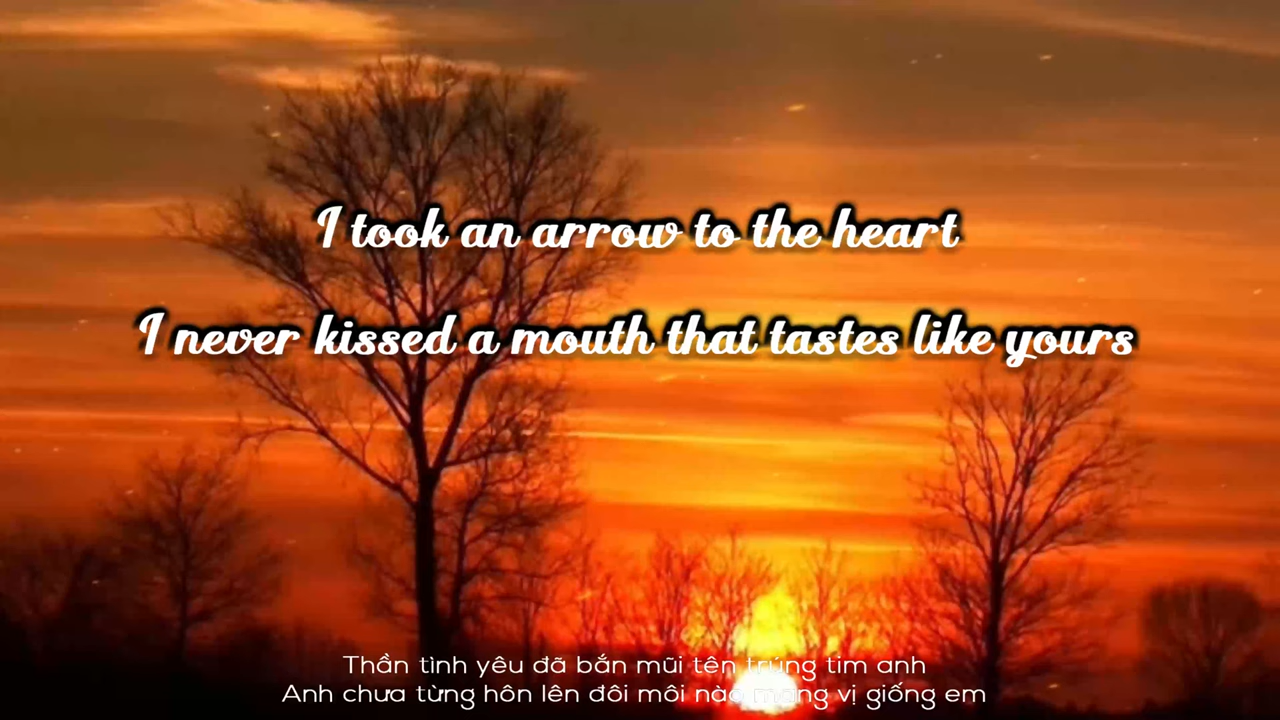 I took an arrow to the heart
I never kissed a mouth that tastes like yours
Thần tình yêu đã bắn mũi tên trúng tim anh
Anh chưa từng hôn lên đôi môi nào mang vị giống em